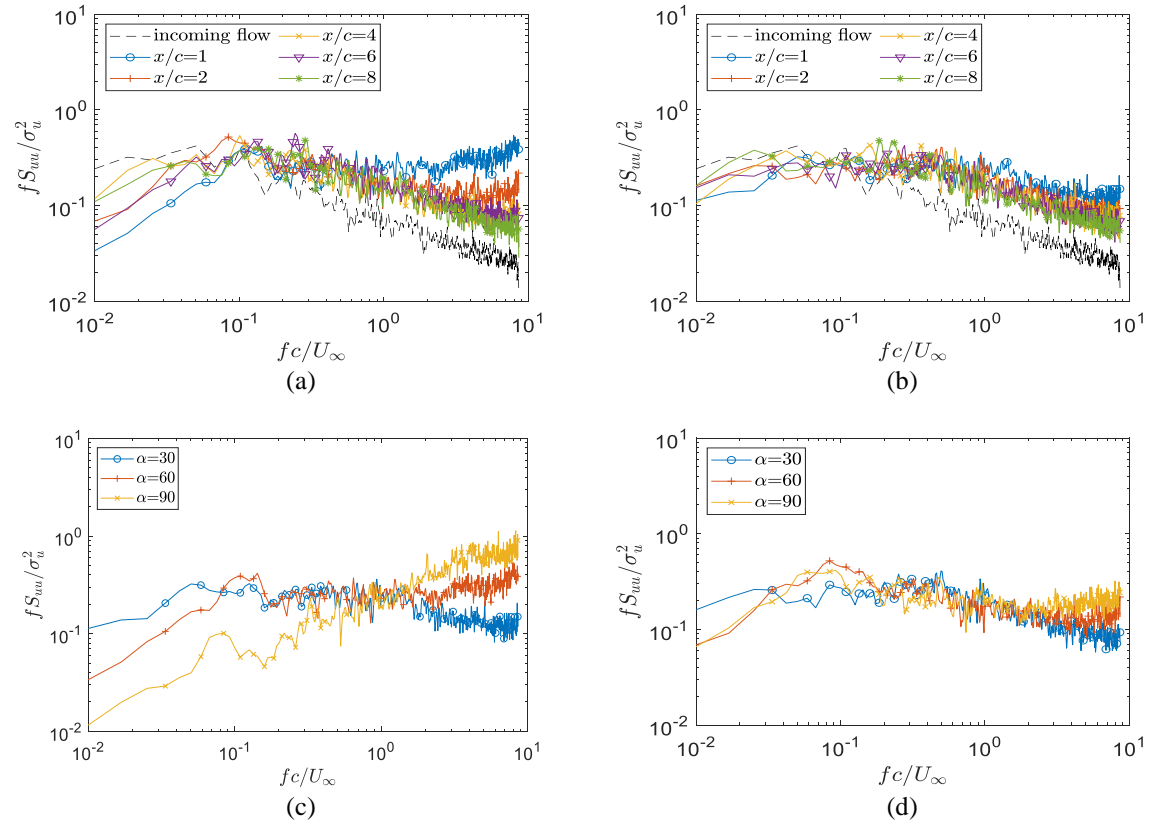 incoming flow
x/c=1
x/c=2
x/c=4
x/c=6
x/c=8
10^1
10^0
10^-1
10^-2
fS_uu/σ_u^2
10^-2
10^-1
10^0
10^1
fc/U_∞
(a)
incoming flow
x/c=1
x/c=2
x/c=4
x/c=6
x/c=8
10^1
10^0
10^-1
10^-2
fS_uu/σ_u^2
10^-2
10^-1
10^0
10^1
fc/U_∞
(b)
α=30
α=60
α=90
10^1
10^0
10^-1
10^-2
fS_uu/σ_u^2
10^-2
10^-1
10^0
10^1
fc/U_∞
(c)
α=30
α=60
α=90
10^1
10^0
10^-1
10^-2
fS_uu/σ_u^2
10^-2
10^-1
10^0
10^1
fc/U_∞
(d)